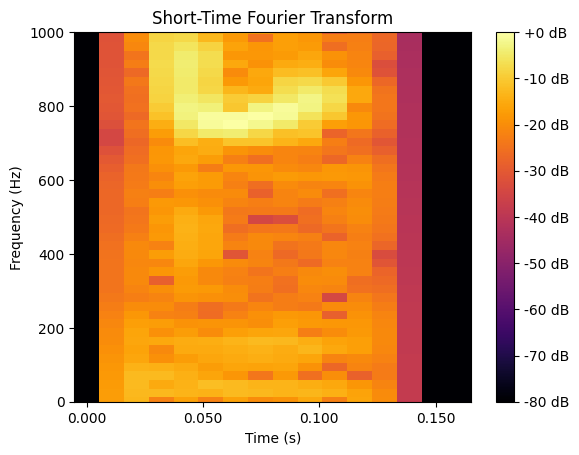 Short-Time Fourier Transform
1000
800
600
400
200
0
Frequency (Hz)
0.000
0.050
0.100
0.150
Time (s)
+0 dB
-10 dB
-20 dB
-30 dB
-40 dB
-50 dB
-60 dB
-70 dB
-80 dB